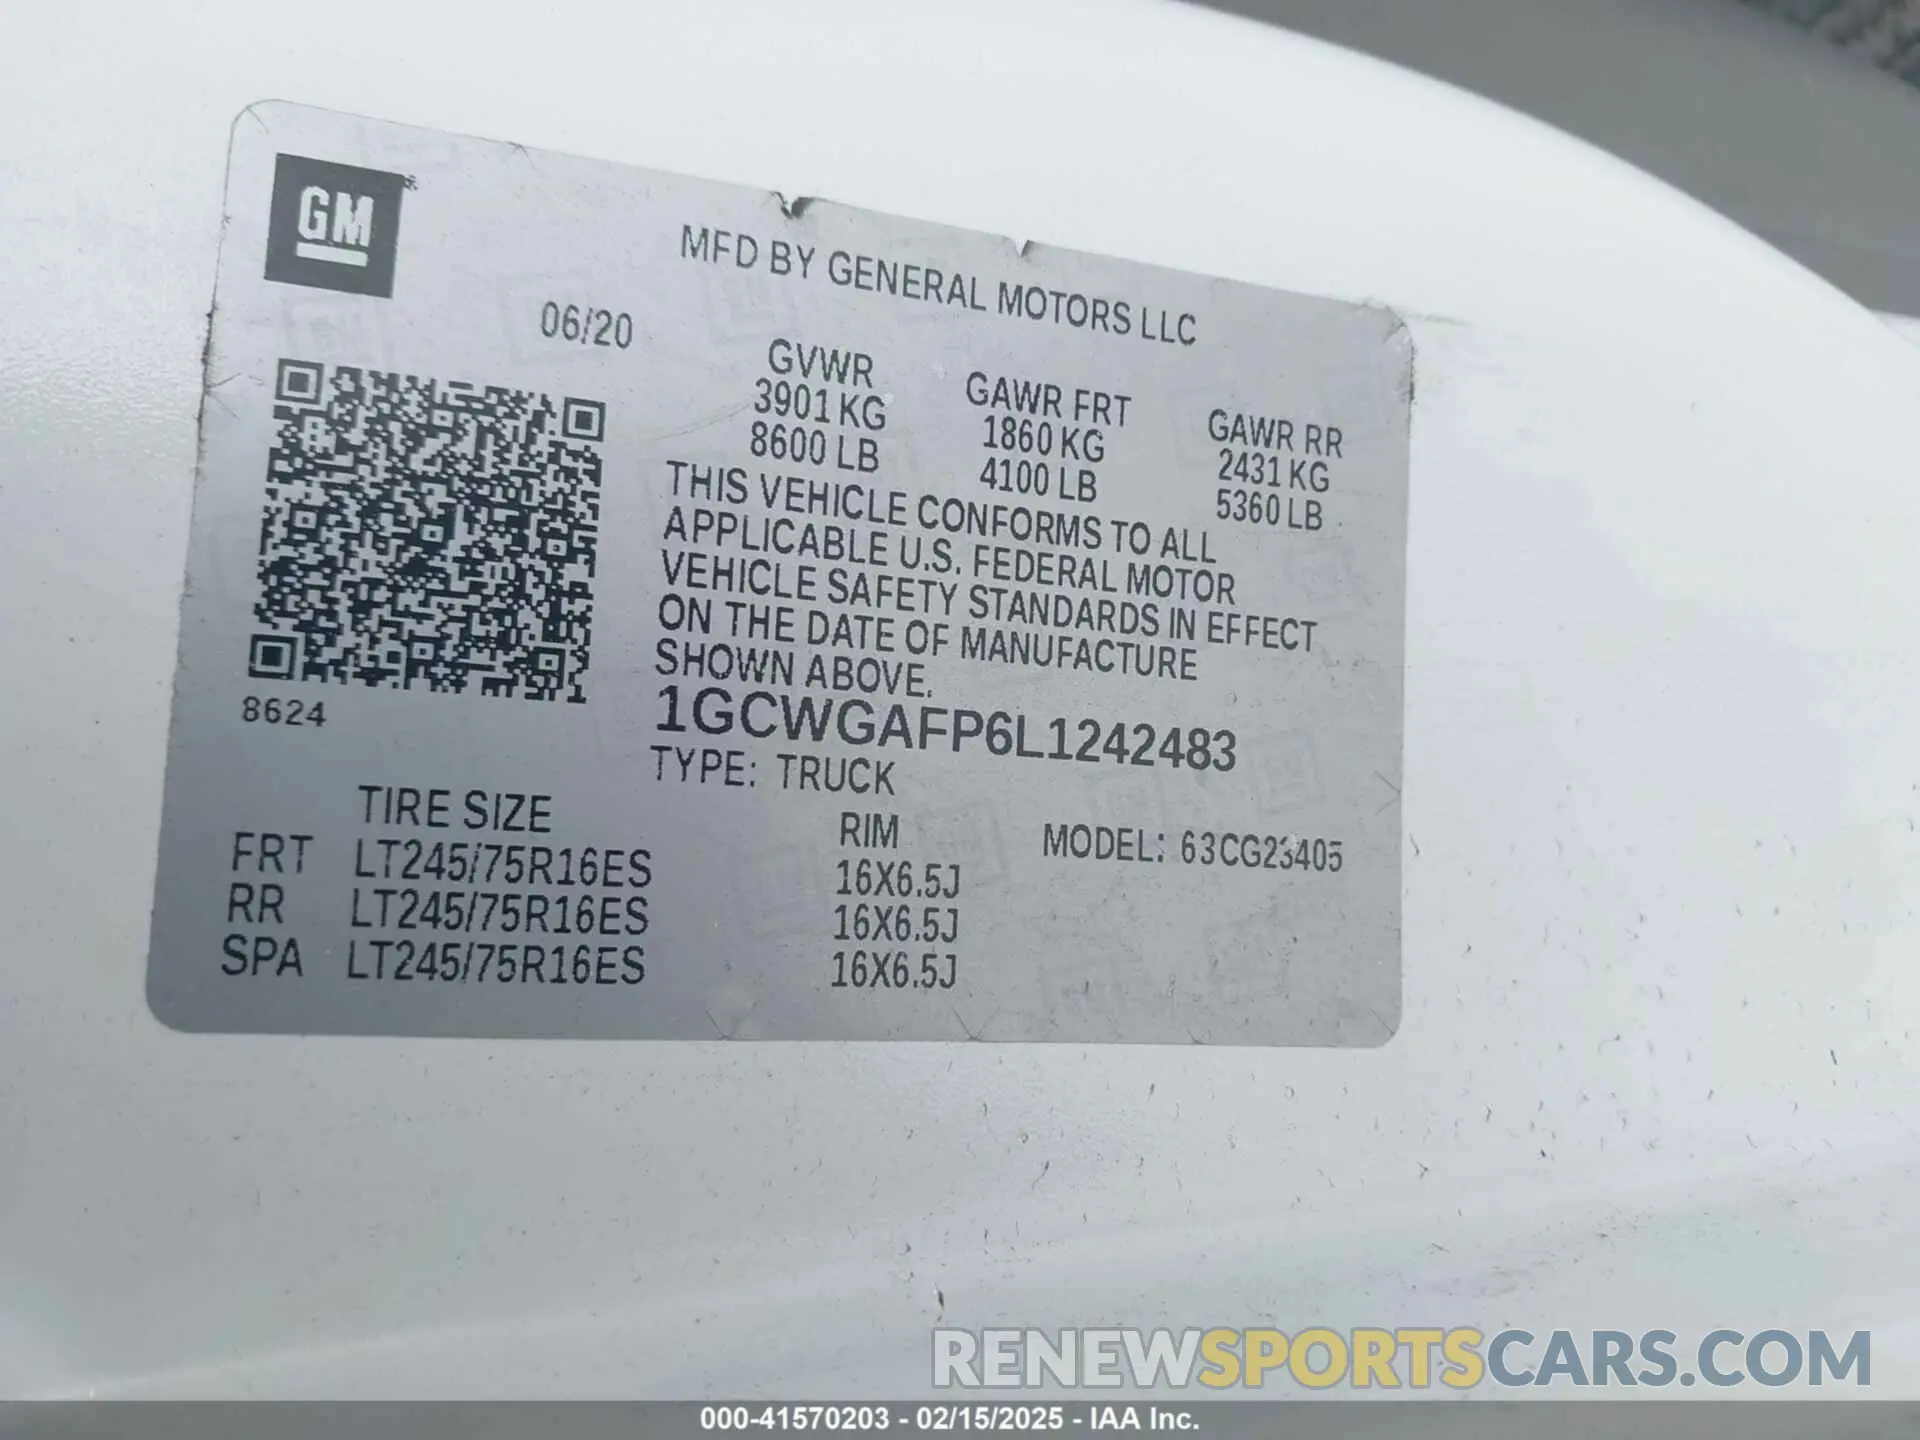 GM
MFD BY GENERAL MOTORS LLC
06/20
GVWR GAWR FRT GAWR RR
3901 KG 1860 KG 2431 KG
8600 LB 4100 LB 5360 LB
THIS VEHICLE CONFORMS TO ALL
APPLICABLE U.S. FEDERAL MOTOR
VEHICLE SAFETY STANDARDS IN EFFECT
ON THE DATE OF MANUFACTURE
SHOWN ABOVE.
8624
1GCWGAFP6L1242483
TYPE: TRUCK
TIRE SIZE RIM MODEL: 63CG23405
FRT LT245/75R16ES 16X6.5J
RR LT245/75R16ES 16X6.5J
SPA LT245/75R16ES 16X6.5J
RENEWSPORTSCARS.COM
000-41570203 - 02/15/2025 - IAA Inc.